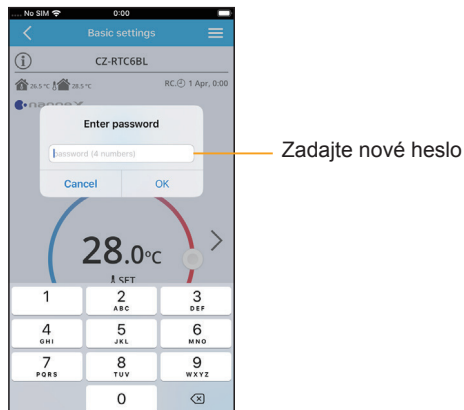 .... No SIM 0:00
Basic settings
i CZ-RTC6BL
26.5 °C 28.5 °C RC. 1 Apr, 0:00
nanoeX
Enter password
password (4 numbers)
Zadajte nové heslo
Cancel OK
28.0°C
SET
1 2 3
ABC DEF
4 5 6
GHI JKL MNO
7 8 9
PQRS TUV WXYZ
0